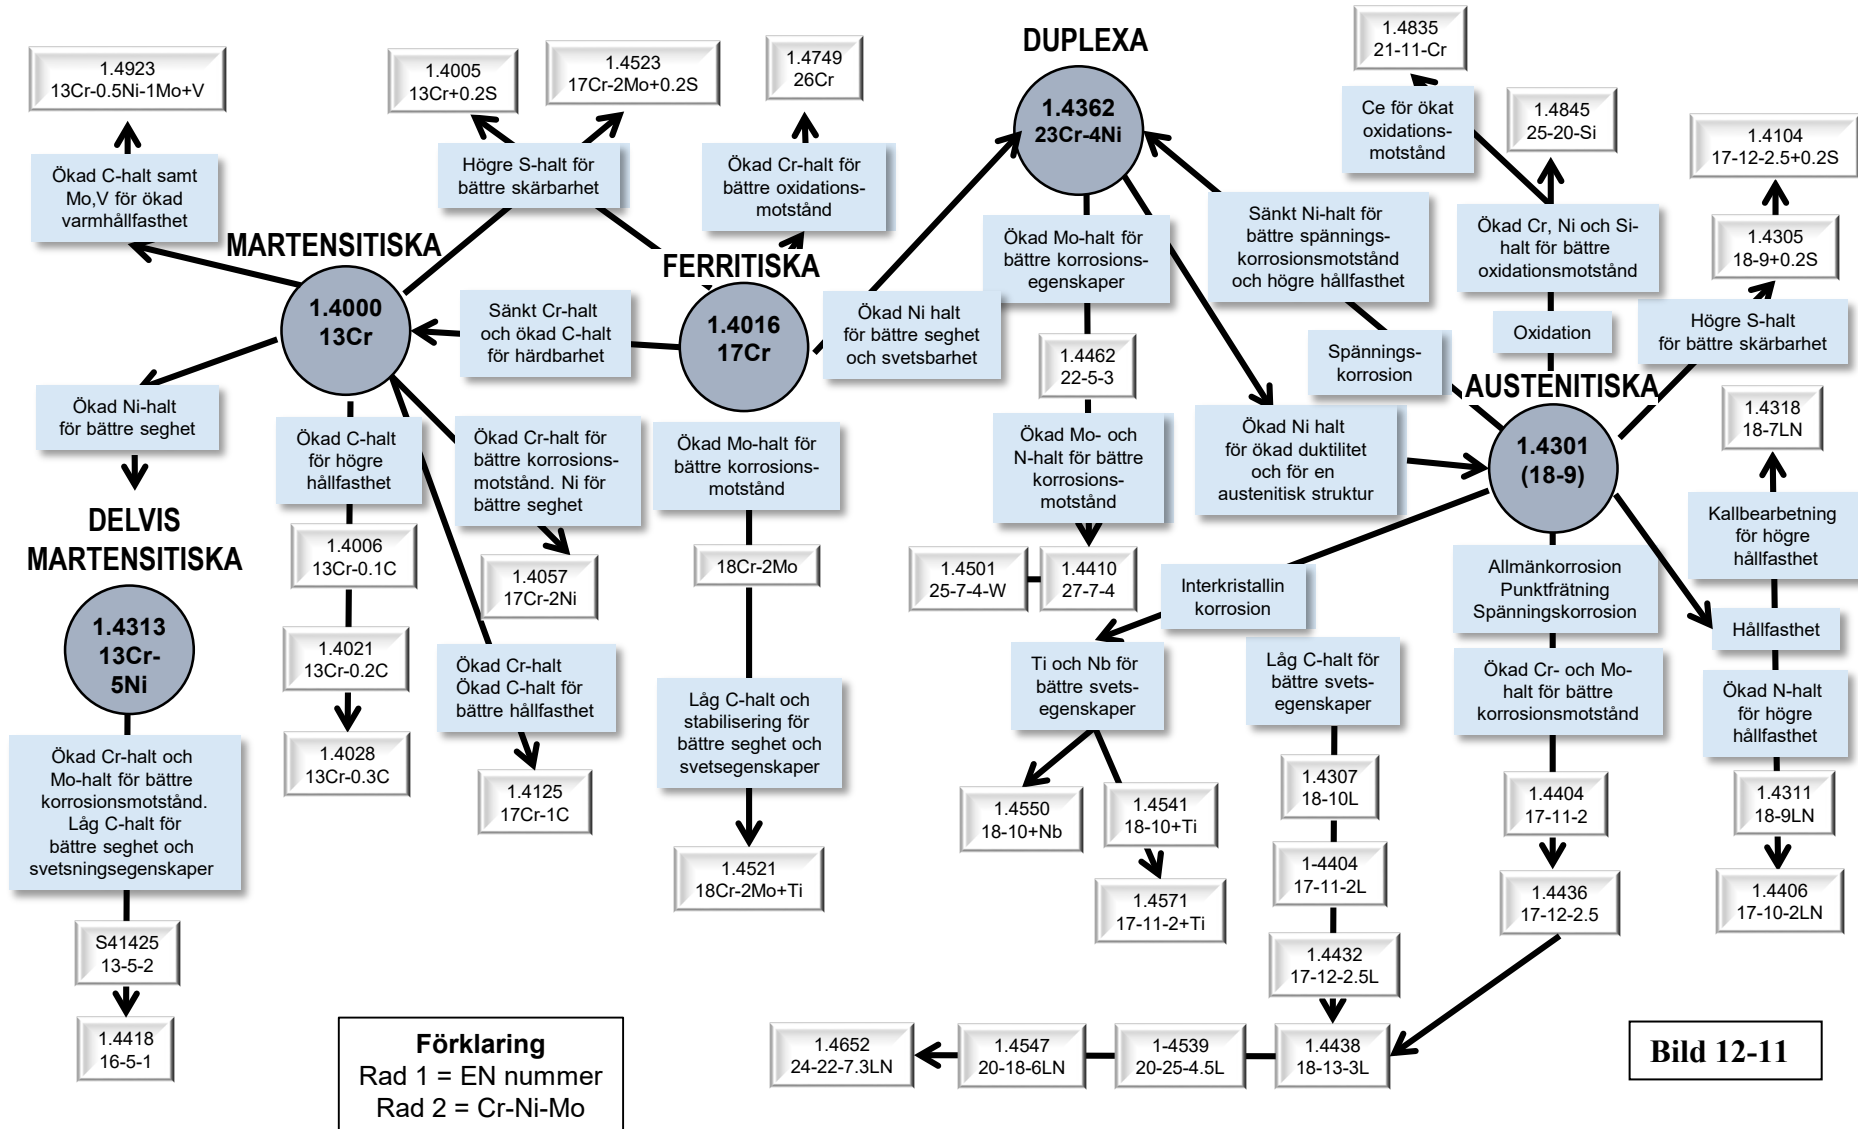 1.4923
13Cr-0.5Ni-1Mo+V
1.4005
13Cr+0.2S
1.4523
17Cr-2Mo+0.2S
1.4749
26Cr
DUPLEXA
1.4362
23Cr-4Ni
1.4835
21-11-Cr
1.4845
25-20-Si
1.4104
17-12-2.5+0.2S
1.4305
18-9+0.2S
Ökad C-halt samt
Mo,V för ökad
varmhållfasthet
Högre S-halt för
bättre skärbarhet
Ökad Cr-halt för
bättre oxidations-
motstånd
Ce för ökat
oxidations-
motstånd
MARTENSITISKA
1.4000
13Cr
Sänkt Cr-halt
och ökad C-halt
för härdbarhet
FERRITISKA
1.4016
17Cr
Ökad Ni halt
för bättre seghet
och svetsbarhet
Ökad Mo-halt för
bättre korrosions-
egenskaper
Sänkt Ni-halt för
bättre spännings-
korrosionsmotstånd
och högre hållfasthet
Ökad Cr, Ni och Si-
halt för bättre
oxidationsmotstånd
Oxidation
Högre S-halt
för bättre skärbarhet
Spännings-
korrosion
1.4462
22-5-3
AUSTENITISKA
1.4301
(18-9)
1.4318
18-7LN
Ökad Ni-halt
för bättre seghet
Ökad C-halt
för högre
hållfasthet
Ökad Cr-halt för
bättre korrosions-
motstånd. Ni för
bättre seghet
Ökad Mo-halt för
bättre korrosions-
motstånd
Ökad Mo- och
N-halt för bättre
korrosions-
motstånd
Ökad Ni halt
för ökad duktilitet
och för en
austenitisk struktur
Kallbearbetning
för högre
hållfasthet
DELVIS
MARTENSITISKA
1.4313
13Cr-
5Ni
1.4006
13Cr-0.1C
1.4057
17Cr-2Ni
18Cr-2Mo
1.4501
25-7-4-W
1.4410
27-7-4
Interkristallin
korrosion
Allmänkorrosion
Punktfrätning
Spänningskorrosion
Hållfasthet
1.4021
13Cr-0.2C
Ökad Cr-halt
Ökad C-halt för
bättre hållfasthet
Låg C-halt och
stabilisering för
bättre seghet och
svetsegenskaper
Ti och Nb för
bättre svets-
egenskaper
Låg C-halt för
bättre svets-
egenskaper
Ökad Cr- och Mo-
halt för bättre
korrosionsmotstånd
Ökad N-halt
för högre
hållfasthet
Ökad Cr-halt och
Mo-halt för bättre
korrosionsmotstånd.
Låg C-halt för
bättre seghet och
svetsningsegenskaper
1.4028
13Cr-0.3C
1.4125
17Cr-1C
1.4521
18Cr-2Mo+Ti
1.4550
18-10+Nb
1.4541
18-10+Ti
1.4571
17-11-2+Ti
1.4307
18-10L
1-4404
17-11-2L
1.4432
17-12-2.5L
1.4404
17-11-2
1.4436
17-12-2.5
1.4311
18-9LN
1.4406
17-10-2LN
S41425
13-5-2
1.4418
16-5-1
1.4652
24-22-7.3LN
1.4547
20-18-6LN
1-4539
20-25-4.5L
1.4438
18-13-3L
Förklaring
Rad 1 = EN nummer
Rad 2 = Cr-Ni-Mo
Bild 12-11